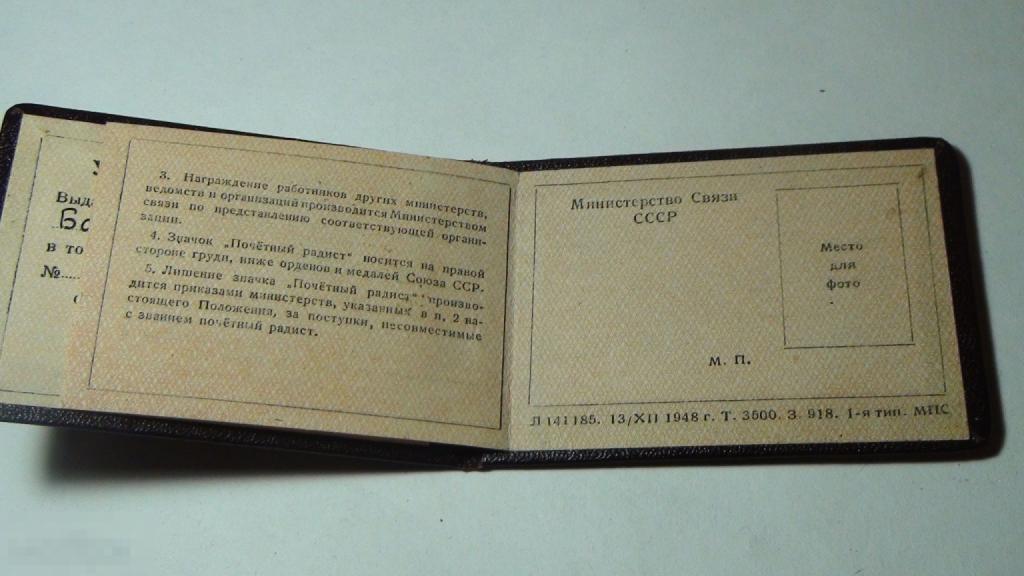 У
Выда
Ба
в то
№
3. Награждение работников других министерств,
ведомств и организаций производится Министерством
связи по представлению соответствующей органи-
зации.
4. Значок „Почётный радист" носится на правой
стороне груди, ниже орденов и медалей Союза ССР.
5. Лишение значка „Почётный радист" произво-
дится приказами министерств, указанных в п. 2 на-
стоящего Положения, за поступки, несовместимые
с званием почётный радист.
Министерство Связи
СССР
Место
для
фото
М. П.
Л 141185. 13/XII 1948 г. Т. 3500. З. 918. 1-я тип. МПС